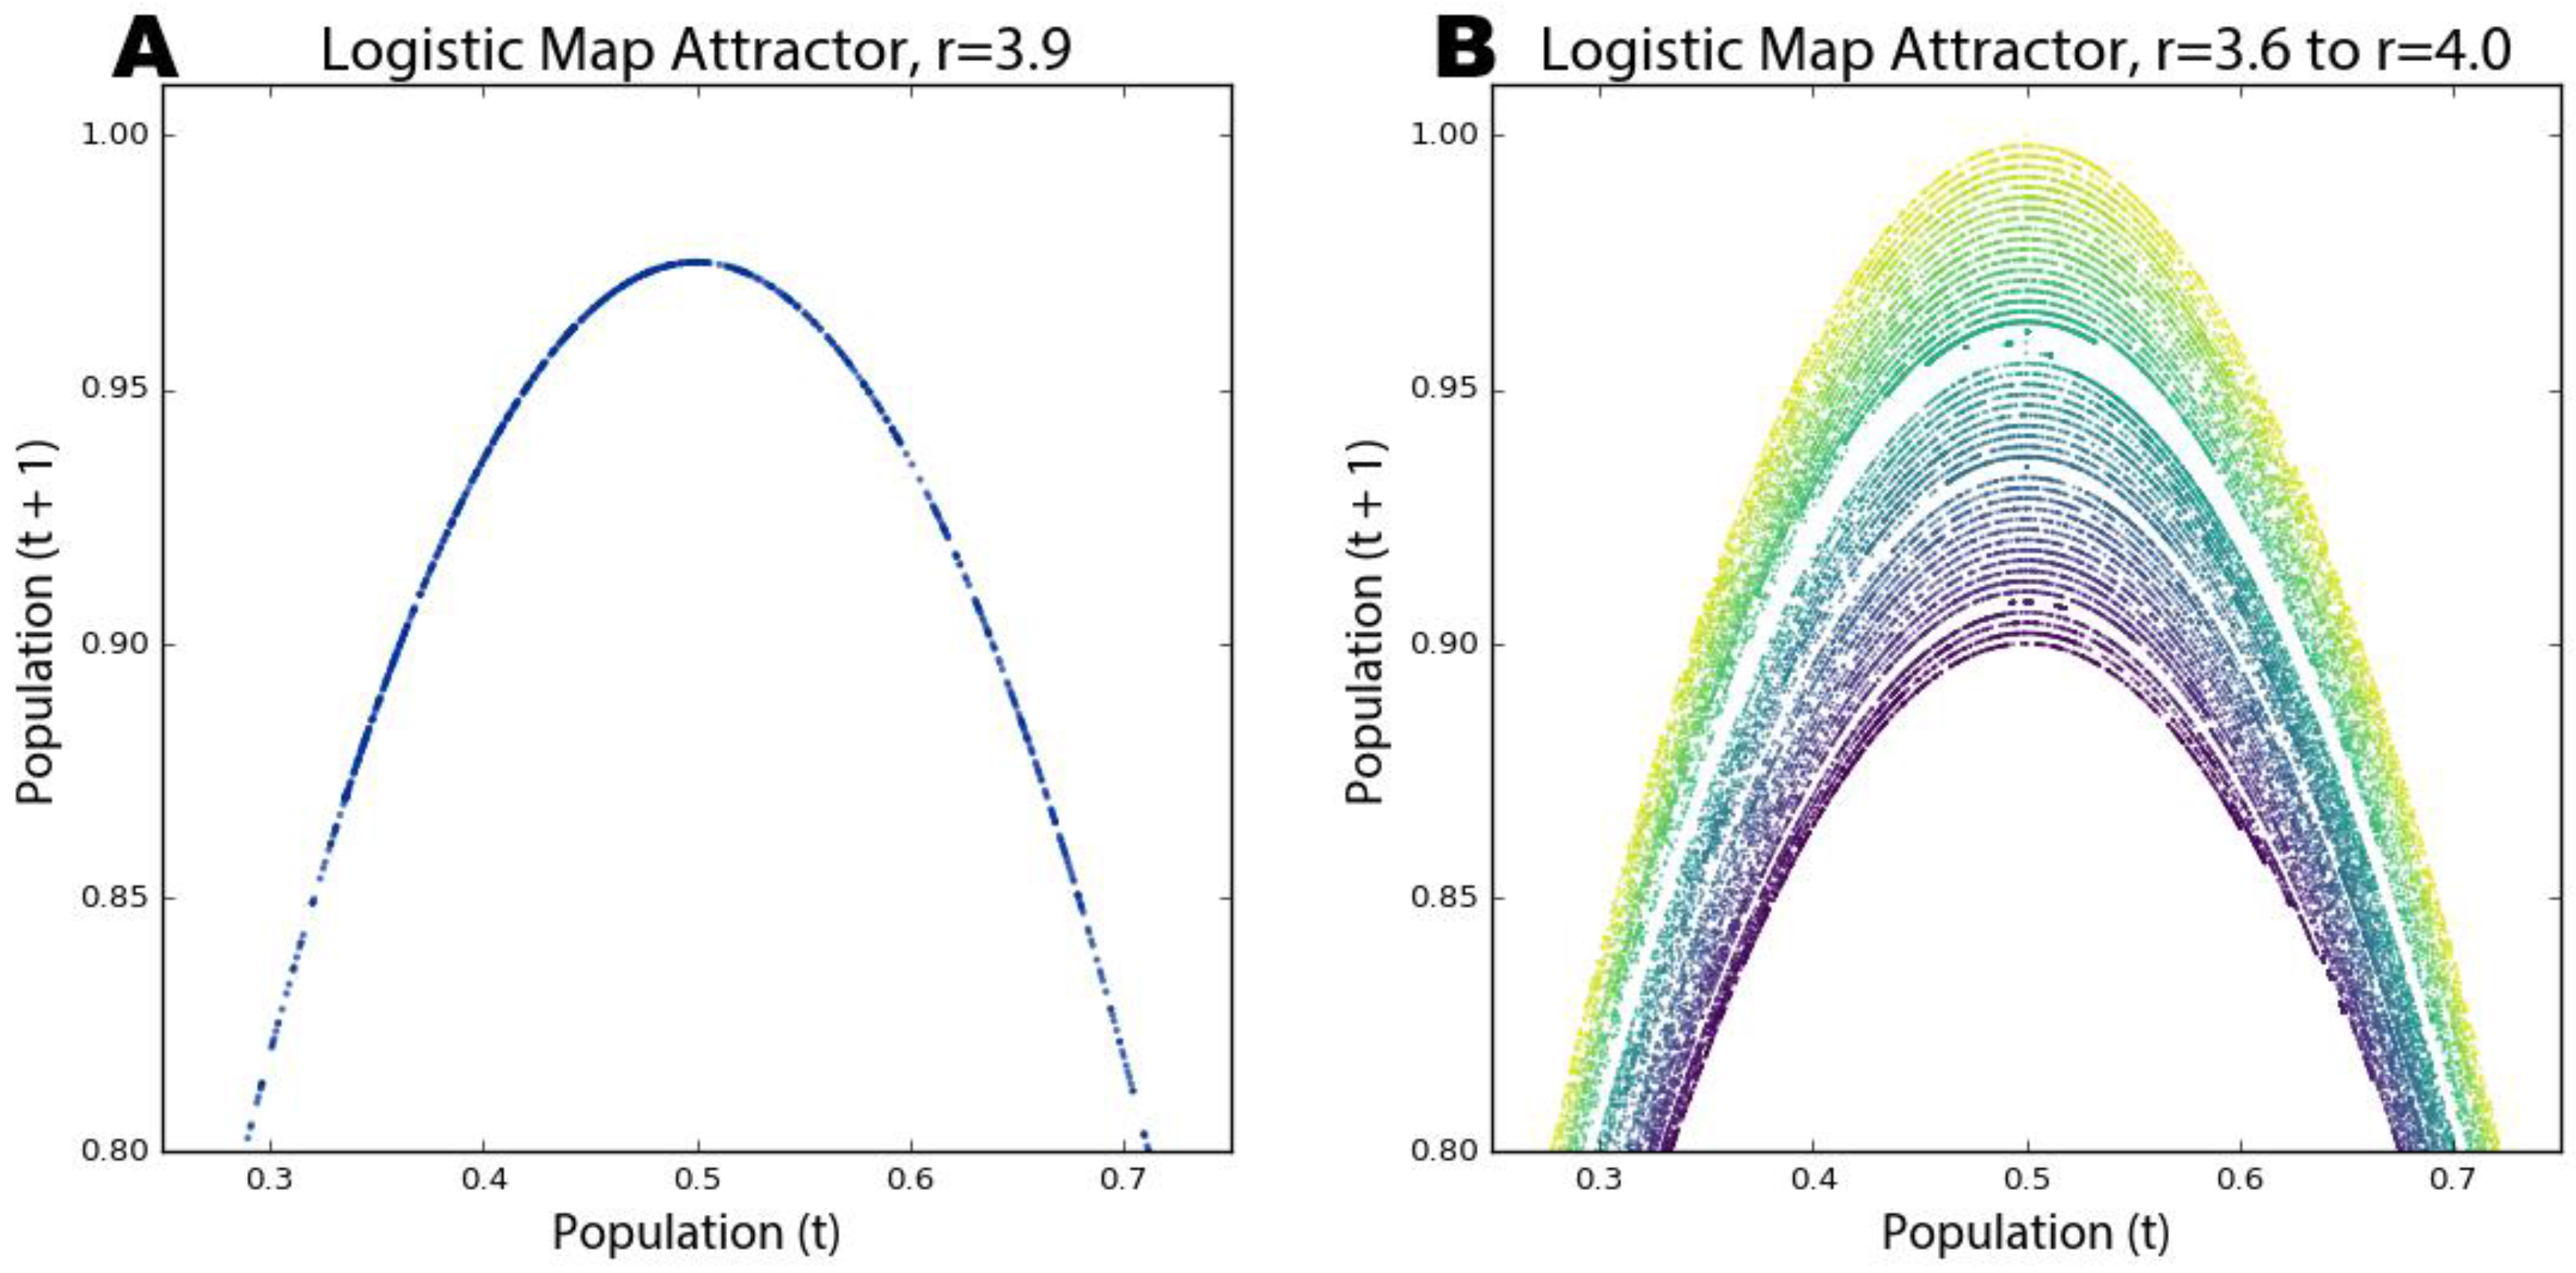 A Logistic Map Attractor, r=3.9
1.00
0.95
0.90
0.85
0.80
0.3 0.4 0.5 0.6 0.7
Population (t + 1)
Population (t)
B Logistic Map Attractor, r=3.6 to r=4.0
1.00
0.95
0.90
0.85
0.80
0.3 0.4 0.5 0.6 0.7
Population (t + 1)
Population (t)